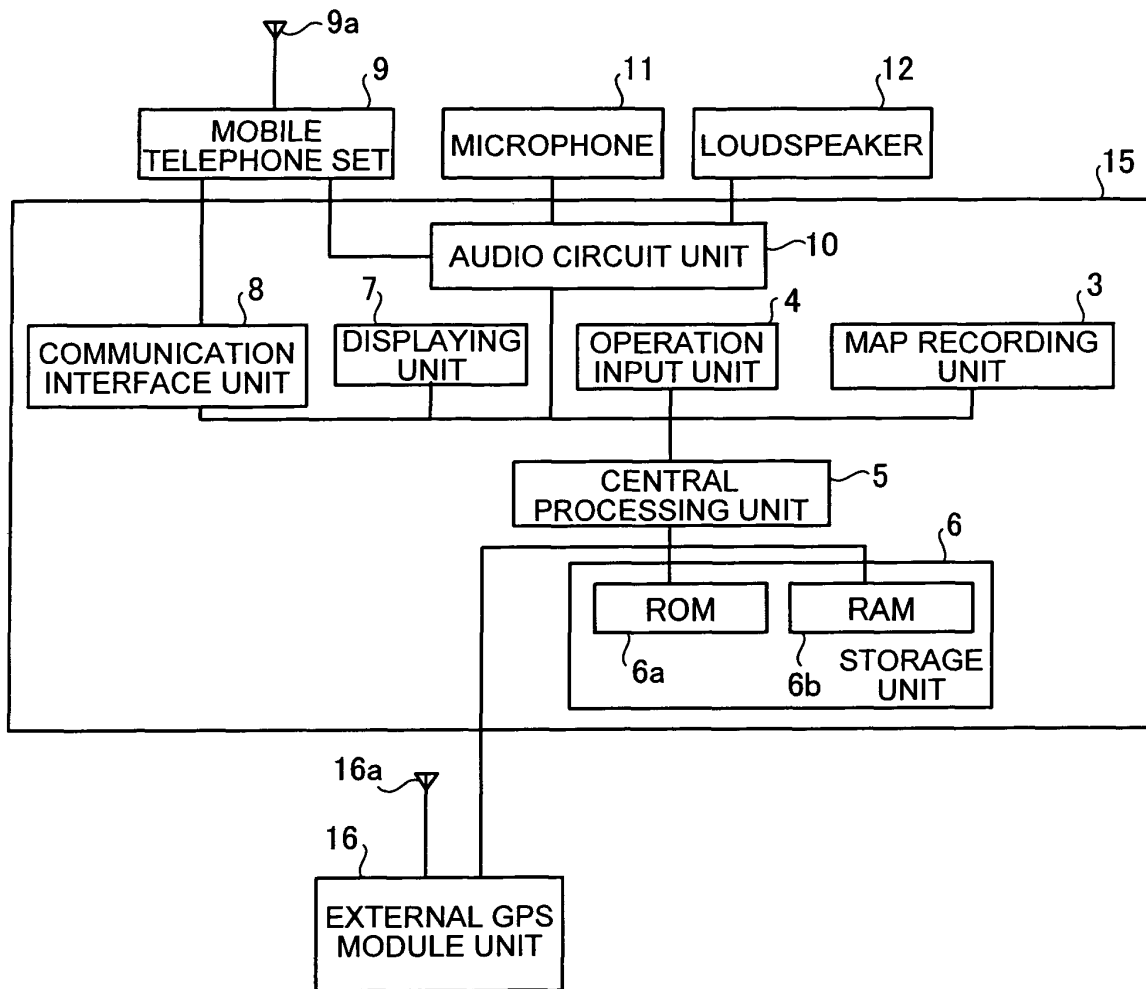 9a
9
11
12
MOBILE
TELEPHONE SET
MICROPHONE
LOUDSPEAKER
15
AUDIO CIRCUIT UNIT
10
8
7
4
3
COMMUNICATION
INTERFACE UNIT
DISPLAYING
UNIT
OPERATION
INPUT UNIT
MAP RECORDING
UNIT
CENTRAL
PROCESSING UNIT
5
6
ROM
RAM
6a
6b
STORAGE
UNIT
16a
16
EXTERNAL GPS
MODULE UNIT